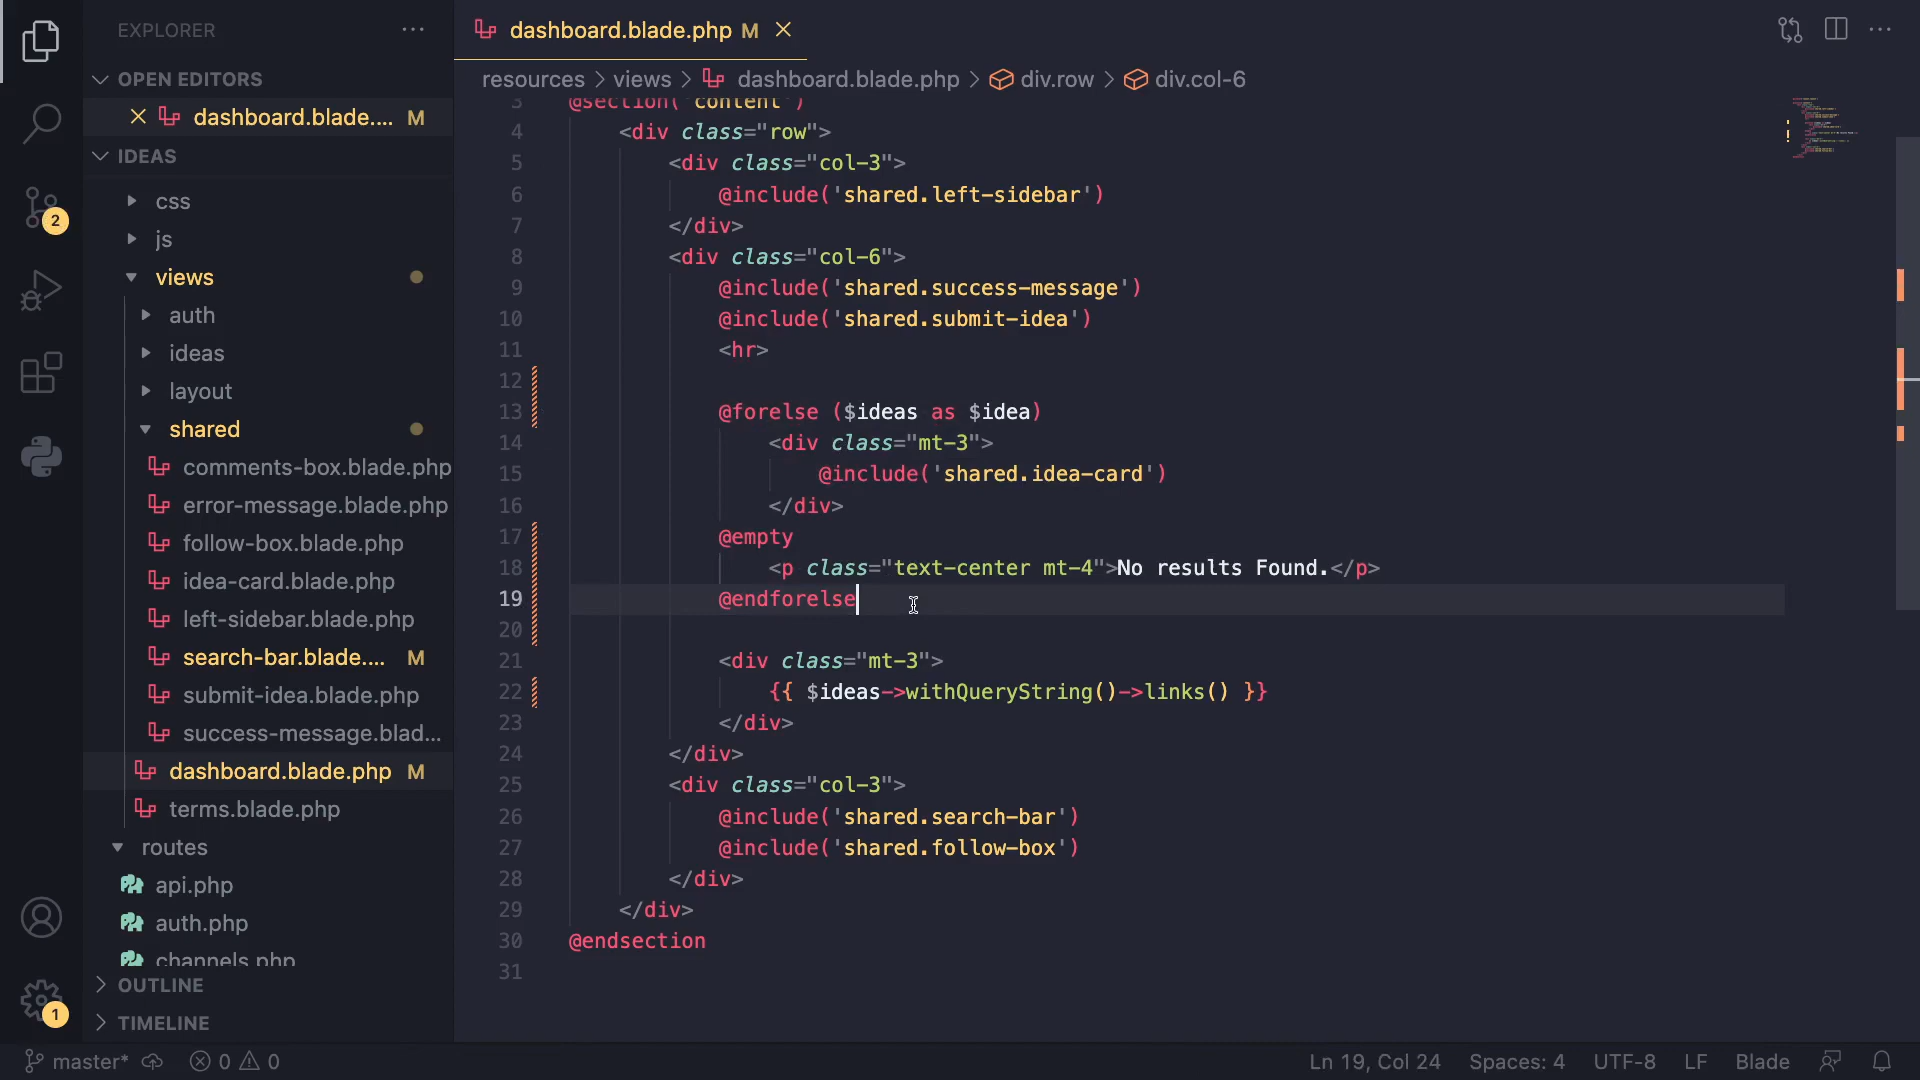 EXPLORER
OPEN EDITORS
dashboard.blade.... M
IDEAS
css
js
views
auth
ideas
layout
shared
comments-box.blade.php
error-message.blade.php
follow-box.blade.php
idea-card.blade.php
left-sidebar.blade.php
search-bar.blade.... M
submit-idea.blade.php
success-message.blad...
dashboard.blade.php M
terms.blade.php
routes
api.php
auth.php
channels.php
OUTLINE
TIMELINE
2
1
dashboard.blade.php M
resources > views > dashboard.blade.php > div.row > div.col-6
3 @section('content')
4 <div class="row">
5 <div class="col-3">
6 @include('shared.left-sidebar')
7 </div>
8 <div class="col-6">
9 @include('shared.success-message')
10 @include('shared.submit-idea')
11 <hr>
12
13 @forelse ($ideas as $idea)
14 <div class="mt-3">
15 @include('shared.idea-card')
16 </div>
17 @empty
18 <p class="text-center mt-4">No results Found.</p>
19 @endforelse
20
21 <div class="mt-3">
22 {{ $ideas->withQueryString()->links() }}
23 </div>
24 </div>
25 <div class="col-3">
26 @include('shared.search-bar')
27 @include('shared.follow-box')
28 </div>
29 </div>
30 @endsection
31
master* 0 0 Ln 19, Col 24 Spaces: 4 UTF-8 LF Blade